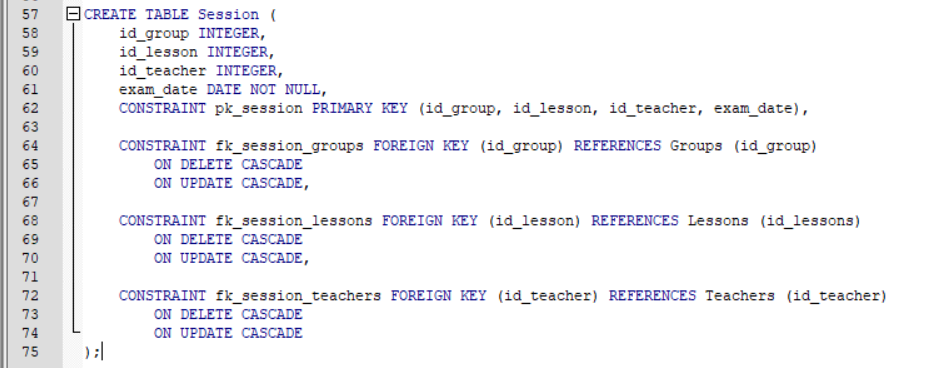 57 CREATE TABLE Session (
58 id_group INTEGER,
59 id_lesson INTEGER,
60 id_teacher INTEGER,
61 exam_date DATE NOT NULL,
62 CONSTRAINT pk_session PRIMARY KEY (id_group, id_lesson, id_teacher, exam_date),
63
64 CONSTRAINT fk_session_groups FOREIGN KEY (id_group) REFERENCES Groups (id_group)
65 ON DELETE CASCADE
66 ON UPDATE CASCADE,
67
68 CONSTRAINT fk_session_lessons FOREIGN KEY (id_lesson) REFERENCES Lessons (id_lessons)
69 ON DELETE CASCADE
70 ON UPDATE CASCADE,
71
72 CONSTRAINT fk_session_teachers FOREIGN KEY (id_teacher) REFERENCES Teachers (id_teacher)
73 ON DELETE CASCADE
74 ON UPDATE CASCADE
75 );